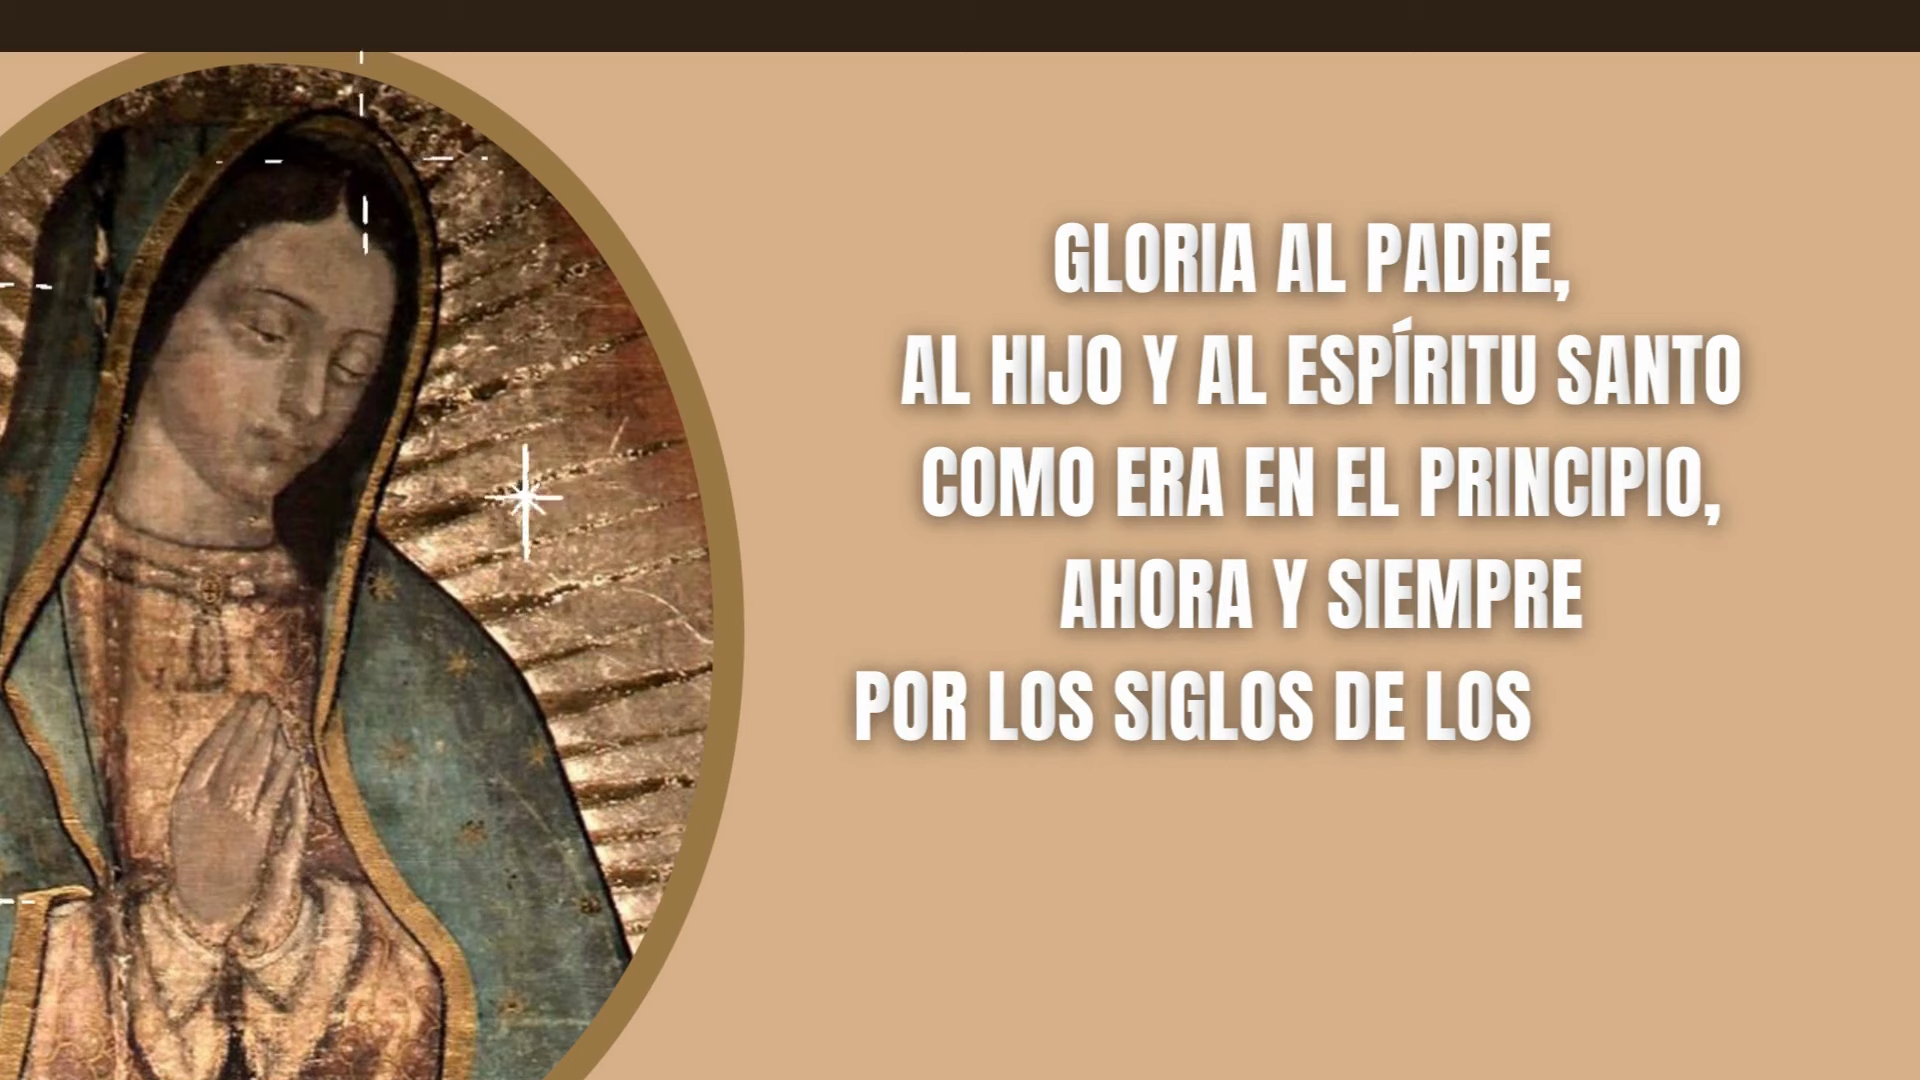 GLORIA AL PADRE,
AL HIJO Y AL ESPÍRITU SANTO
COMO ERA EN EL PRINCIPIO,
AHORA Y SIEMPRE
POR LOS SIGLOS DE LOS